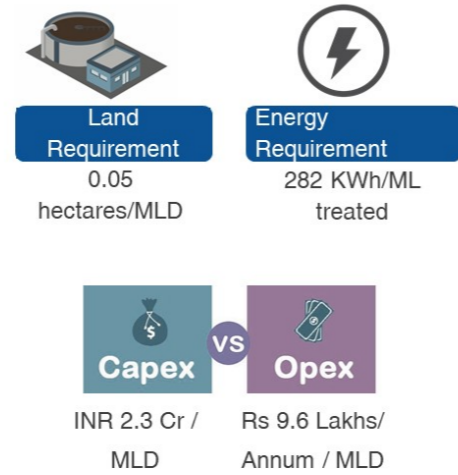 Land
Requirement
0.05
hectares/MLD
Energy
Requirement
282 KWh/ML
treated
$
Capex
vs
Opex
INR 2.3 Cr /
MLD
Rs 9.6 Lakhs/
Annum / MLD